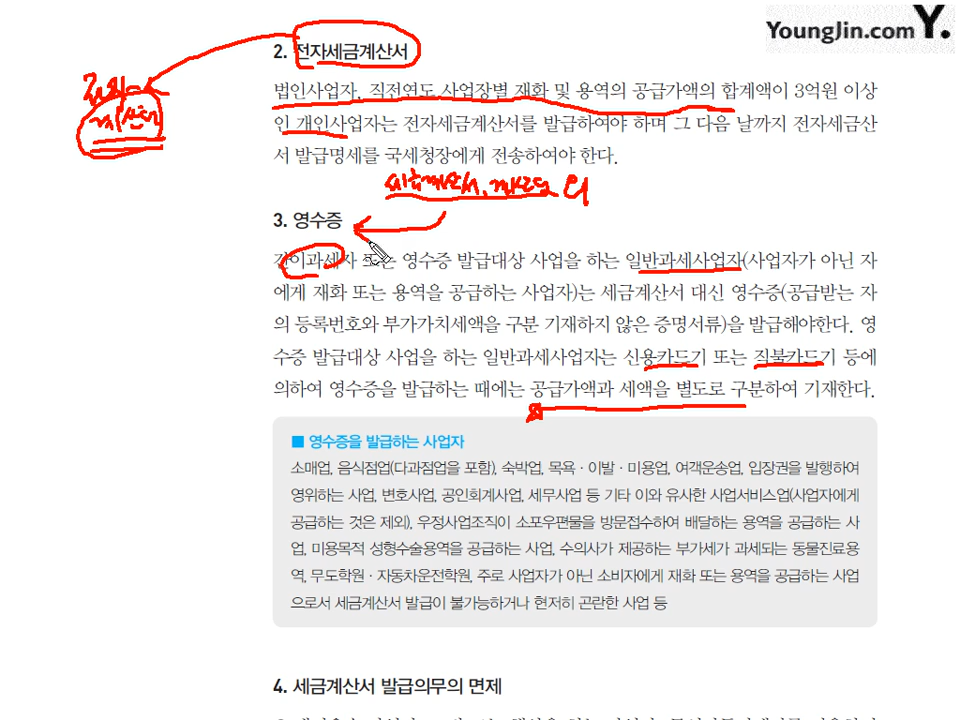 YoungJin.com Y.
2. 전자세금계산서
법인사업자, 직전연도 사업장별 재화 및 용역의 공급가액의 합계액이 3억원 이상
인 개인사업자는 전자세금계산서를 발급하여야 하며 그 다음 날까지 전자세금산
서 발급명세를 국세청장에게 전송하여야 한다.
세금계산서, 계산서 외
3. 영수증
간이과세자 또는 영수증 발급대상 사업을 하는 일반과세사업자(사업자가 아닌 자
에게 재화 또는 용역을 공급하는 사업자)는 세금계산서 대신 영수증(공급받는 자
의 등록번호와 부가가치세액을 구분 기재하지 않은 증명서류)을 발급해야한다. 영
수증 발급대상 사업을 하는 일반과세사업자는 신용카드기 또는 직불카드기 등에
의하여 영수증을 발급하는 때에는 공급가액과 세액을 별도로 구분하여 기재한다.
■ 영수증을 발급하는 사업자
소매업, 음식점업(다과점업을 포함), 숙박업, 목욕 · 이발 · 미용업, 여객운송업, 입장권을 발행하여
영위하는 사업, 변호사업, 공인회계사업, 세무사업 등 기타 이와 유사한 사업서비스업(사업자에게
공급하는 것은 제외), 우정사업조직이 소포우편물을 방문접수하여 배달하는 용역을 공급하는 사
업, 미용목적 성형수술용역을 공급하는 사업, 수의사가 제공하는 부가세가 과세되는 동물진료용
역, 무도학원 · 자동차운전학원, 주로 사업자가 아닌 소비자에게 재화 또는 용역을 공급하는 사업
으로서 세금계산서 발급이 불가능하거나 현저히 곤란한 사업 등
4. 세금계산서 발급의무의 면제